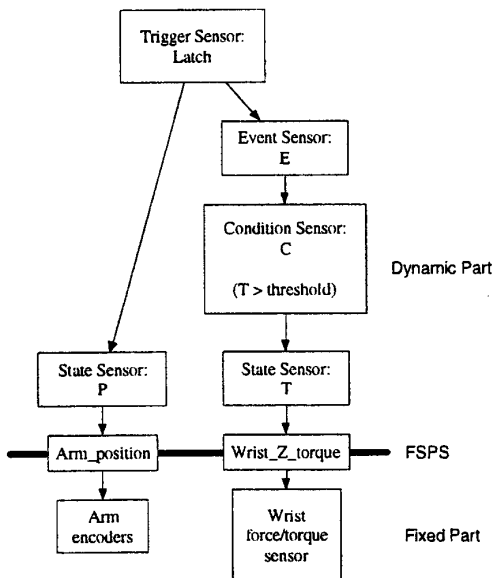 Trigger Sensor:
Latch
Event Sensor:
E
Condition Sensor:
C
(T > threshold)
Dynamic Part
State Sensor:
P
State Sensor:
T
Arm_position
Wrist_Z_torque
FSPS
Arm
encoders
Wrist
force/torque
sensor
Fixed Part